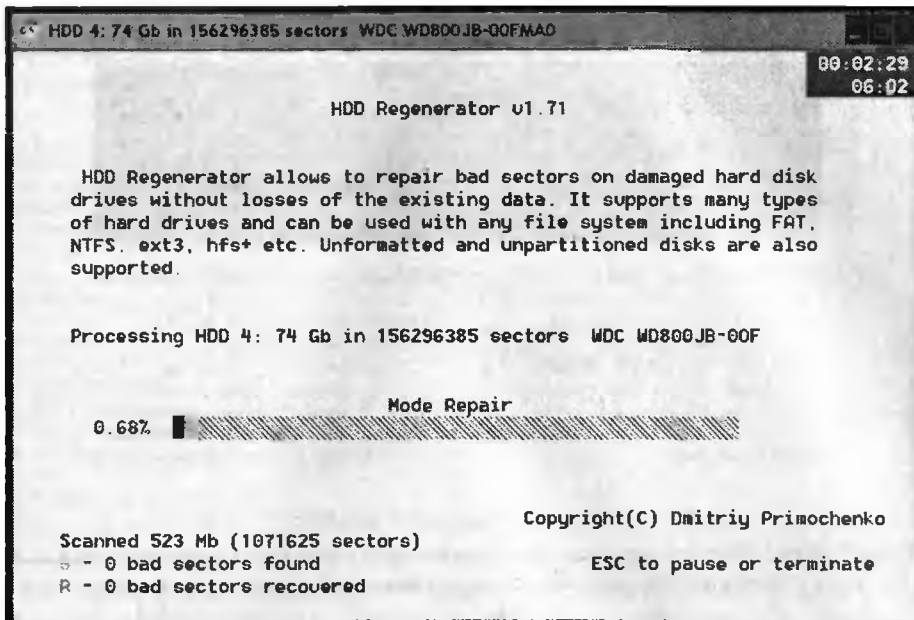 HDD 4: 74 Gb in 156296385 sectors WDC WD800JB-00FMA0
00:02:29
06:02
HDD Regenerator v1.71
HDD Regenerator allows to repair bad sectors on damaged hard disk
drives without losses of the existing data. It supports many types
of hard drives and can be used with any file system including FAT,
NTFS. ext3, hfs+ etc. Unformatted and unpartitioned disks are also
supported.
Processing HDD 4: 74 Gb in 156296385 sectors WDC WD800JB-00F
Mode Repair
0.68%
Copyright(C) Dmitriy Primochenko
Scanned 523 Mb (1071625 sectors)
- 0 bad sectors found
ESC to pause or terminate
R - 0 bad sectors recovered